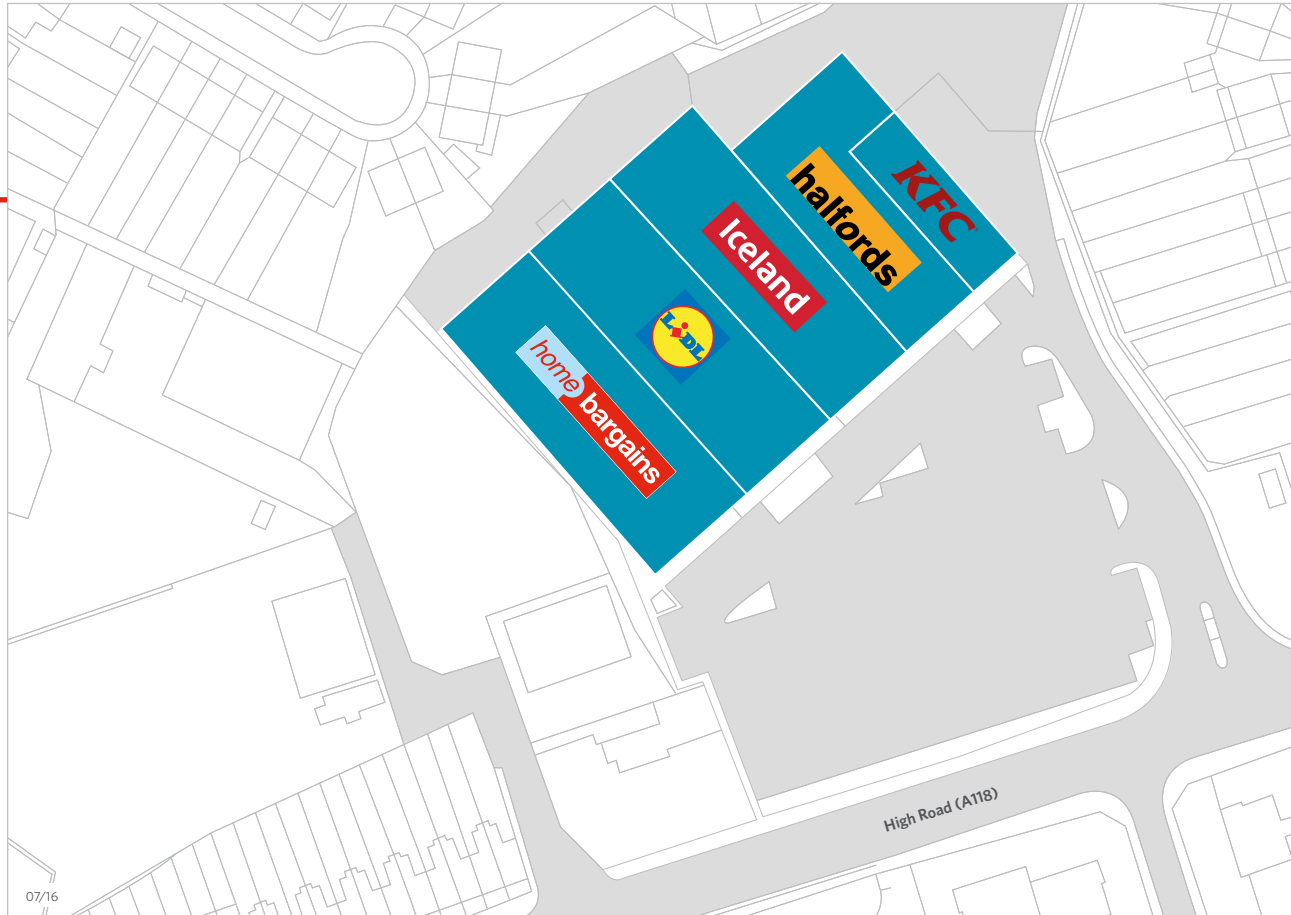 KFC
halfords
Iceland
LIDL
home
bargains
High Road (A118)
07/16